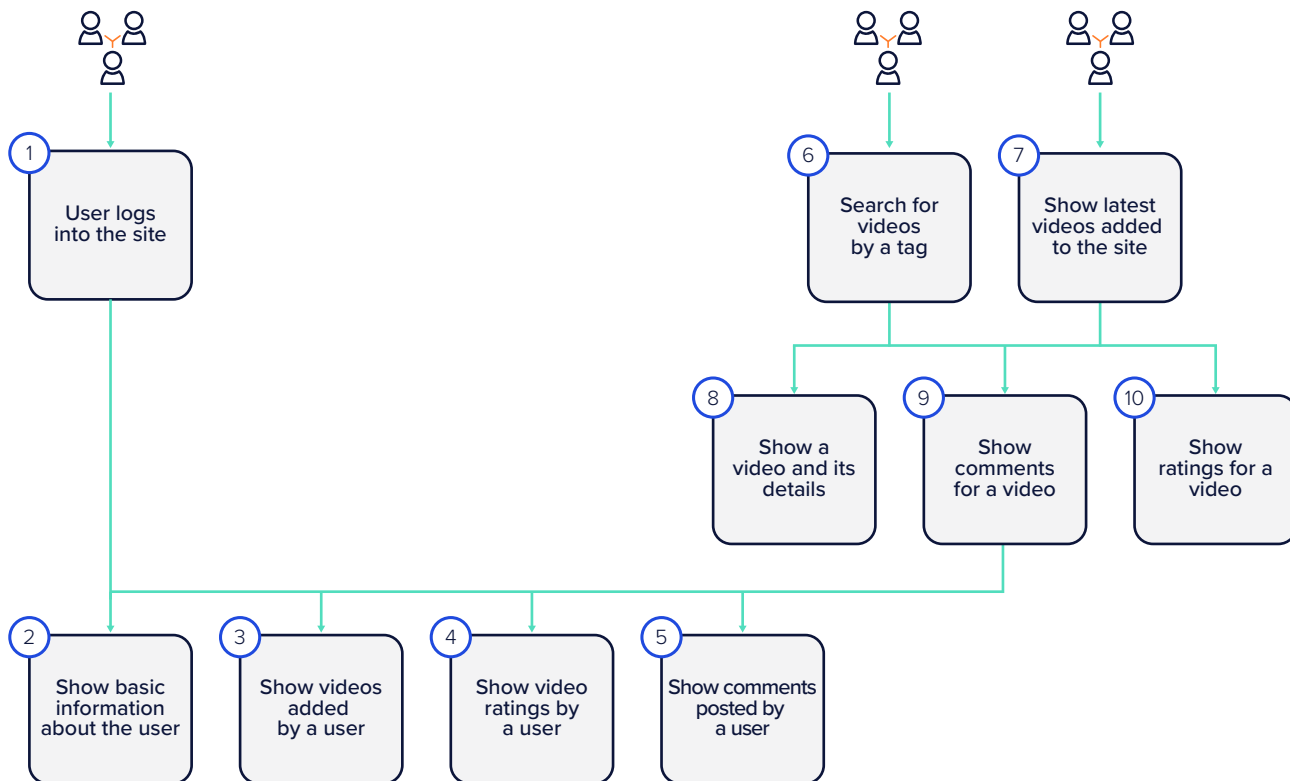 1
User logs
into the site
6
Search for
videos
by a tag
7
Show latest
videos added
to the site
8
Show a
video and its
details
9
Show
comments
for a video
10
Show
ratings for a
video
2
Show basic
information
about the user
3
Show videos
added
by a user
4
Show video
ratings by
a user
5
Show comments
posted by
a user